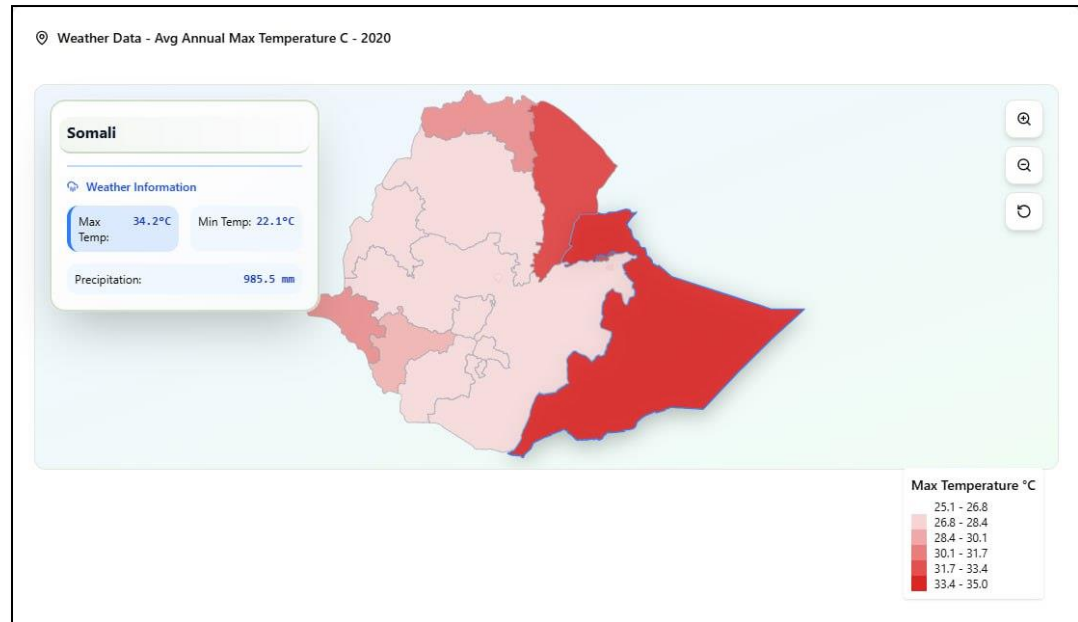 Weather Data - Avg Annual Max Temperature C - 2020
Somali
Weather Information
Max Temp: 34.2°C
Min Temp: 22.1°C
Precipitation: 985.5 mm
Max Temperature °C
25.1 - 26.8
26.8 - 28.4
28.4 - 30.1
30.1 - 31.7
31.7 - 33.4
33.4 - 35.0